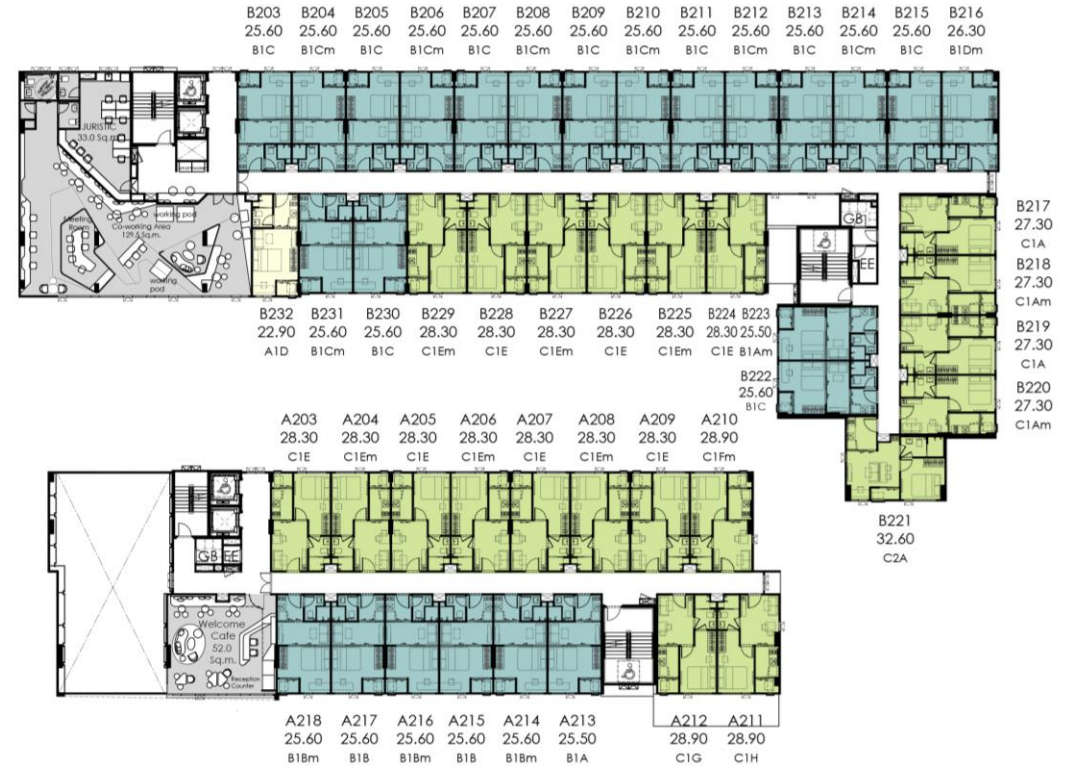 B203 B204 B205 B206 B207 B208 B209 B210 B211 B212 B213 B214 B215 B216
25.60 25.60 25.60 25.60 25.60 25.60 25.60 25.60 25.60 25.60 25.60 25.60 25.60 26.30
B1C B1Cm B1C B1Cm B1C B1Cm B1C B1Cm B1C B1Cm B1C B1Cm B1C B1Dm
JURISTIC
33.0 Sq.m.
Meeting
Room
Co-working Area
129.5 Sq.m.
working pod
working
pod
GB
EE
B217
27.30
C1A
B218
27.30
C1Am
B219
27.30
C1A
B220
27.30
C1Am
B232 B231 B230 B229 B228 B227 B226 B225 B224 B223
22.90 25.60 25.60 28.30 28.30 28.30 28.30 28.30 28.30 25.50
A1D B1Cm B1C C1Em C1E C1Em C1E C1Em C1E B1Am
B222
25.60
B1C
B221
32.60
C2A
A203 A204 A205 A206 A207 A208 A209 A210
28.30 28.30 28.30 28.30 28.30 28.30 28.30 28.90
C1E C1Em C1E C1Em C1E C1Em C1E C1Fm
GB EE
Welcome
Cafe
52.0
Sq.m.
Reception
Counter
A218 A217 A216 A215 A214 A213 A212 A211
25.60 25.60 25.60 25.60 25.60 25.50 28.90 28.90
B1Bm B1B B1Bm B1B B1Bm B1A C1G C1H